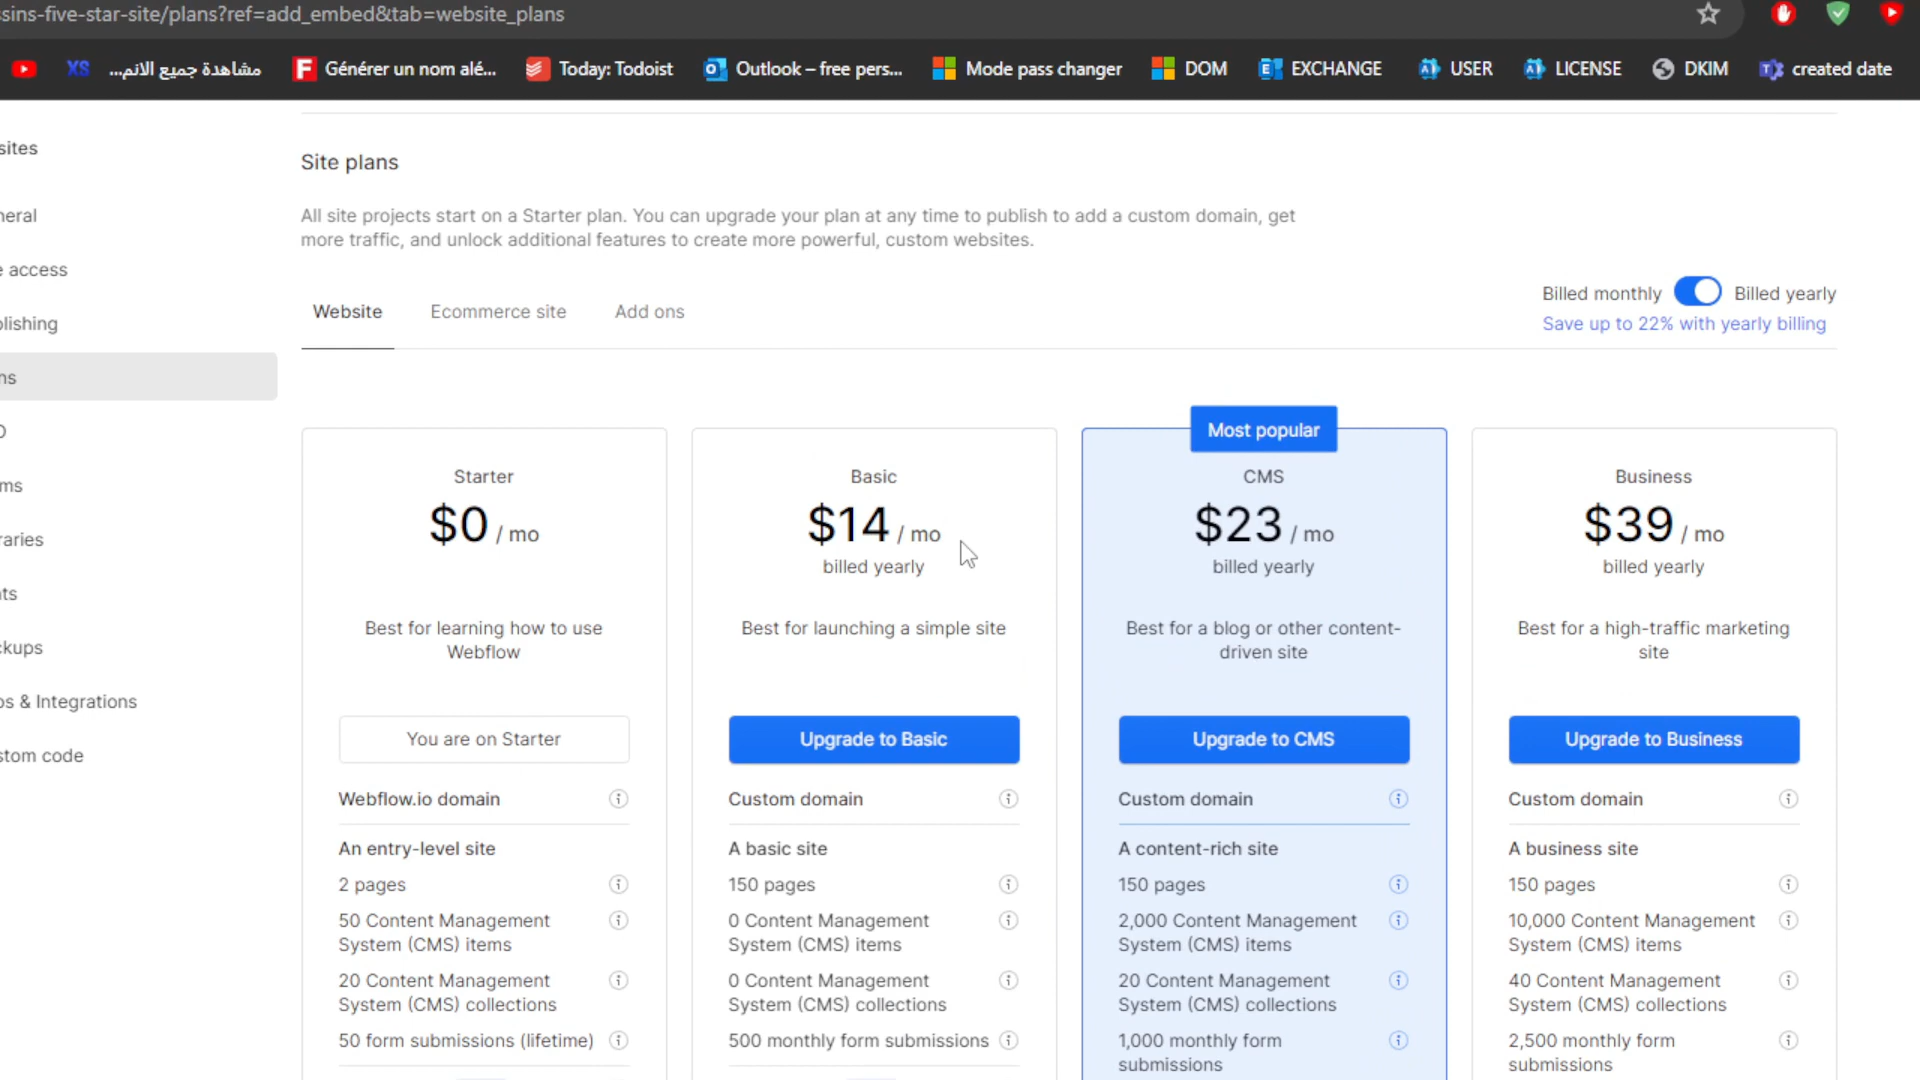 ssins-five-star-site/plans?ref=add_embed&tab=website_plans
XS مشاهدة جميع الانم... Générer un nom alé... Today: Todoist Outlook – free pers... Mode pass changer DOM EXCHANGE USER LICENSE DKIM created date
sites
Site plans
neral
All site projects start on a Starter plan. You can upgrade your plan at any time to publish to add a custom domain, get
more traffic, and unlock additional features to create more powerful, custom websites.
e access
Website Ecommerce site Add ons
Billed monthly Billed yearly
Save up to 22% with yearly billing
lishing
ns
O
ms
raries
ts
ckups
os & Integrations
stom code
Starter
$0 / mo
Best for learning how to use
Webflow
You are on Starter
Webflow.io domain
An entry-level site
2 pages
50 Content Management
System (CMS) items
20 Content Management
System (CMS) collections
50 form submissions (lifetime)
Basic
$14 / mo
billed yearly
Best for launching a simple site
Upgrade to Basic
Custom domain
A basic site
150 pages
0 Content Management
System (CMS) items
0 Content Management
System (CMS) collections
500 monthly form submissions
Most popular
CMS
$23 / mo
billed yearly
Best for a blog or other content-
driven site
Upgrade to CMS
Custom domain
A content-rich site
150 pages
2,000 Content Management
System (CMS) items
20 Content Management
System (CMS) collections
1,000 monthly form
submissions
Business
$39 / mo
billed yearly
Best for a high-traffic marketing
site
Upgrade to Business
Custom domain
A business site
150 pages
10,000 Content Management
System (CMS) items
40 Content Management
System (CMS) collections
2,500 monthly form
submissions